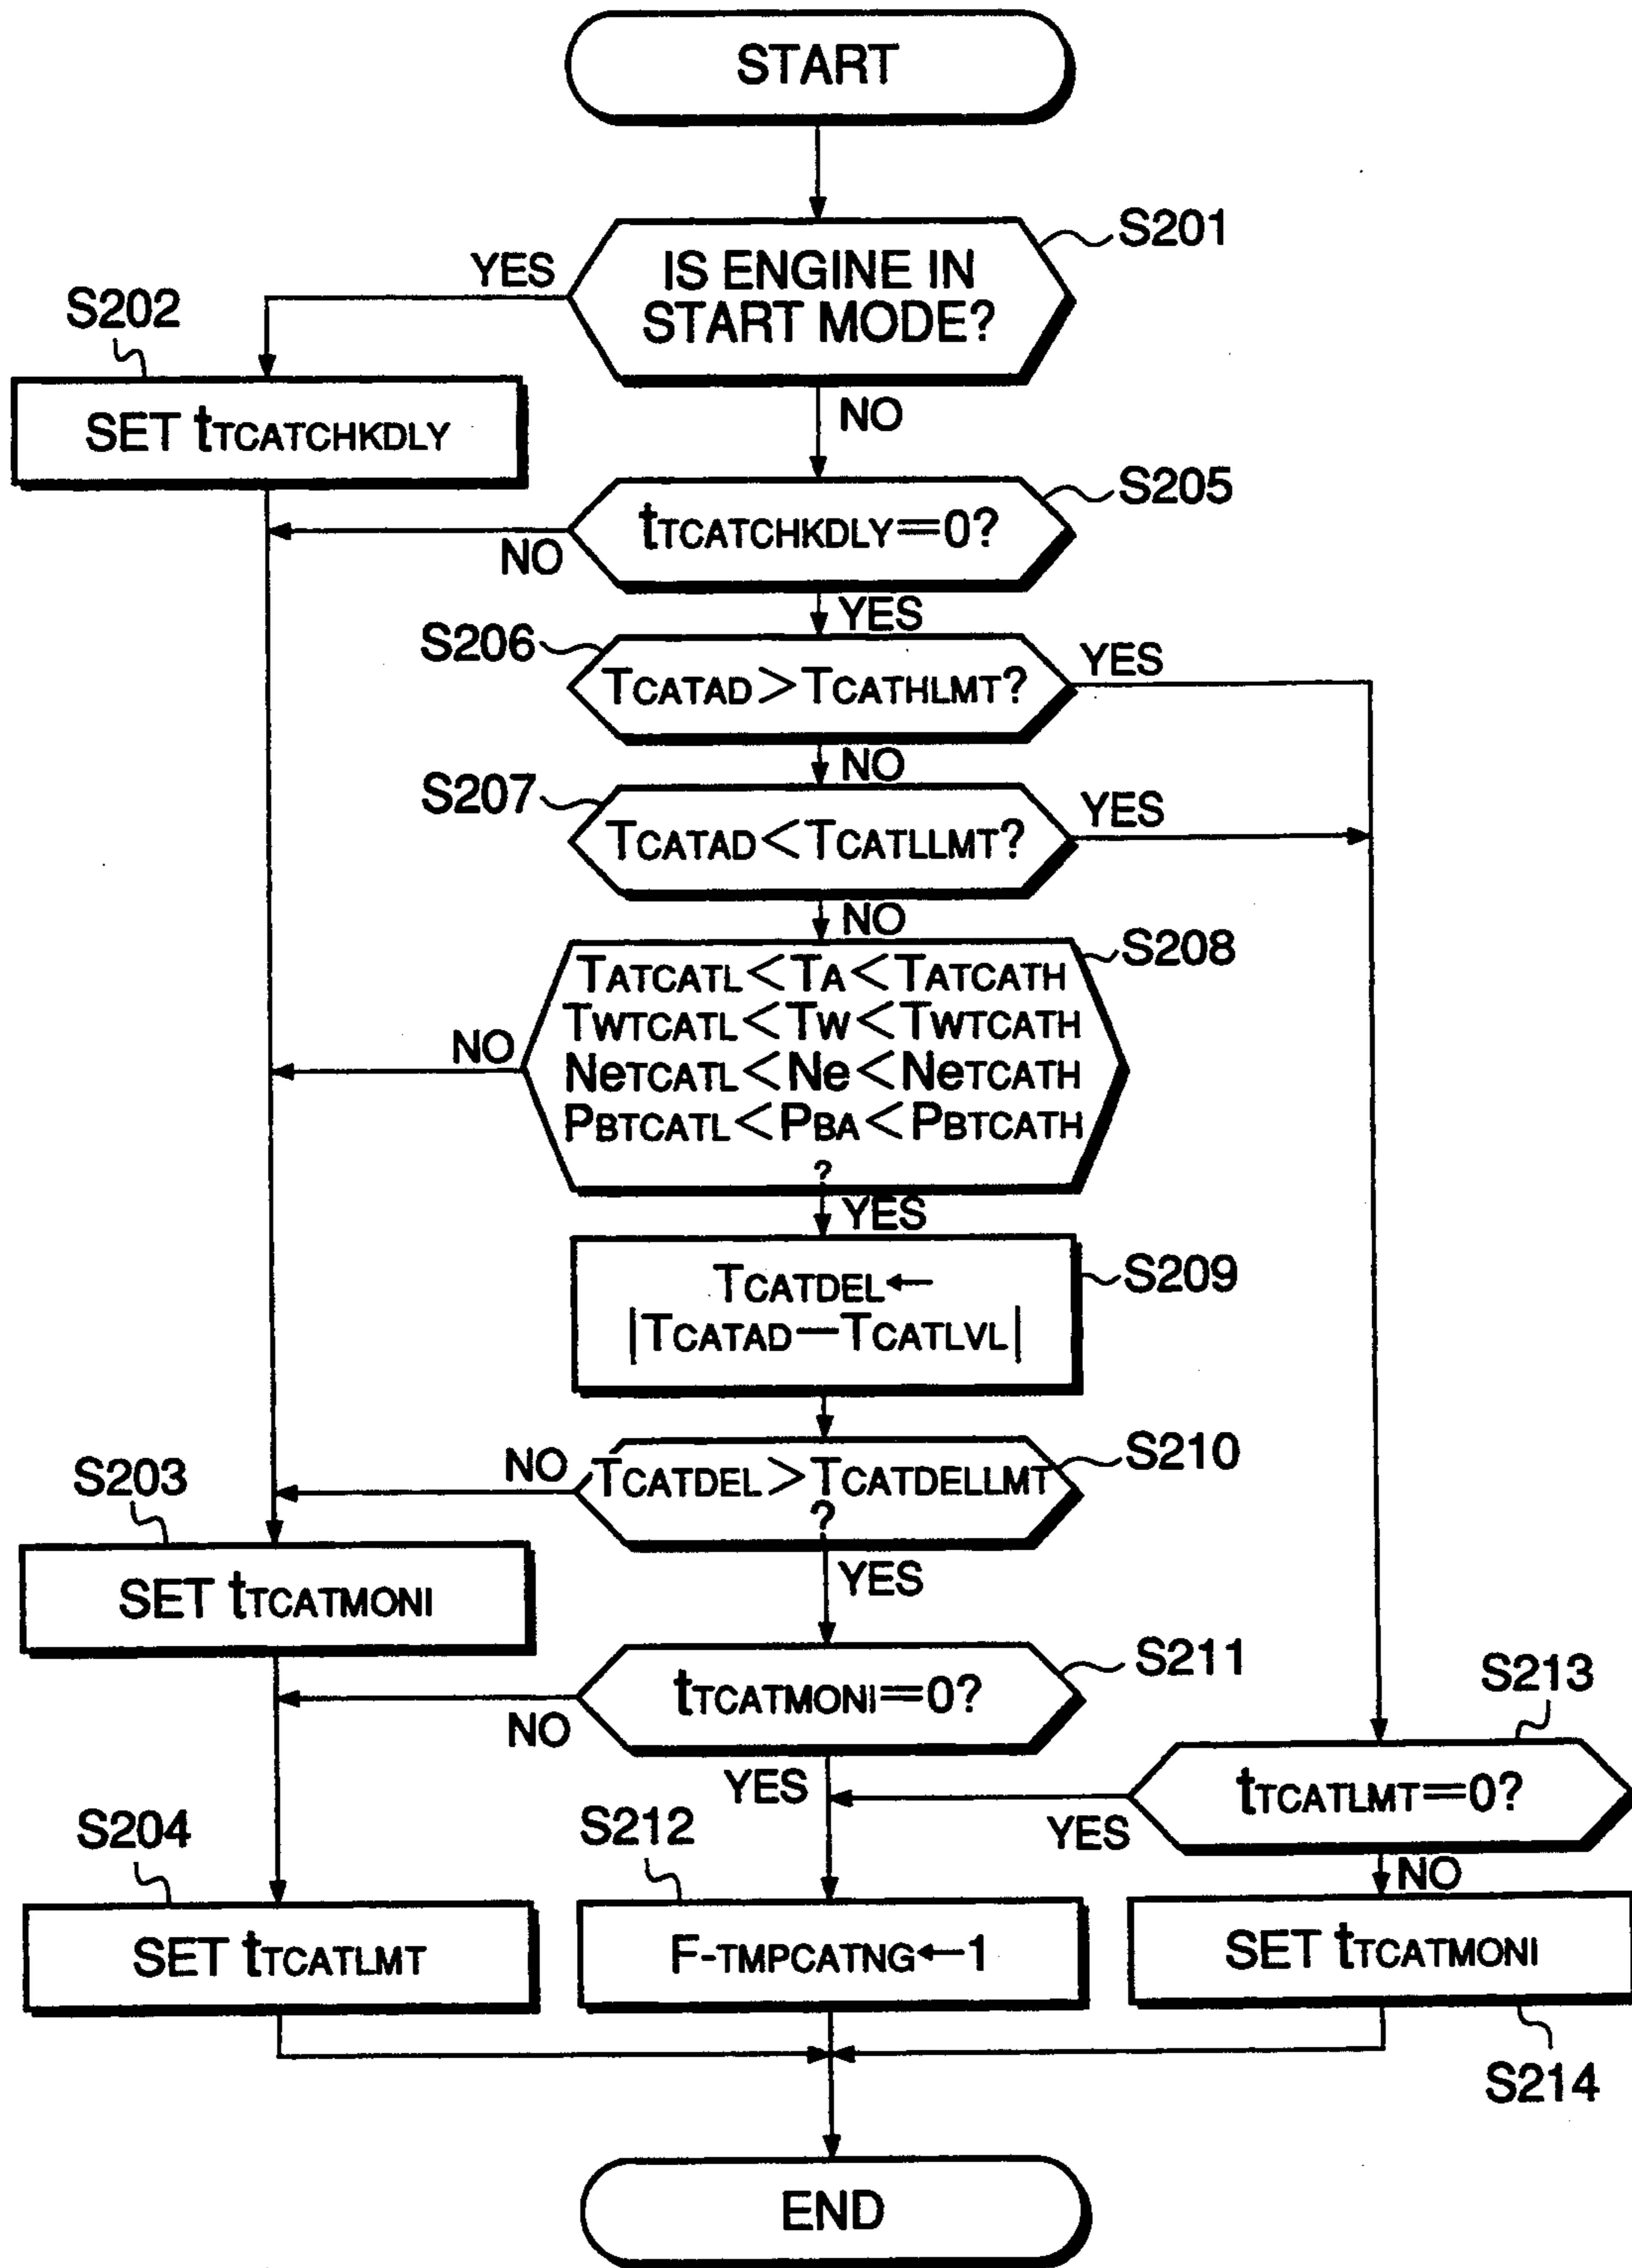 START
S201
YES
IS ENGINE IN
START MODE?
S202
NO
SET tTCATCHKDLY
S205
tTCATCHKDLY=0?
NO
YES
S206
YES
TCATAD>TCATHLMT?
NO
S207
YES
TCATAD<TCATLLMT?
NO
S208
TATCATL<TA<TATCATH
TWTCATL<TW<TWTCATH
NO
NeTCATL<Ne<NeTCATH
PBTCATL<PBA<PBTCATH
?
YES
S209
TCATDEL←
|TCATAD—TCATLVL|
S210
NO
TCATDEL>TCATDELLMT
?
S203
YES
SET tTCATMONI
S211
tTCATMONI=0?
NO
S213
YES
tTCATLMT=0?
YES
S204
S212
NO
SET tTCATLMT
F-TMPCATNG←1
SET tTCATMONI
S214
END